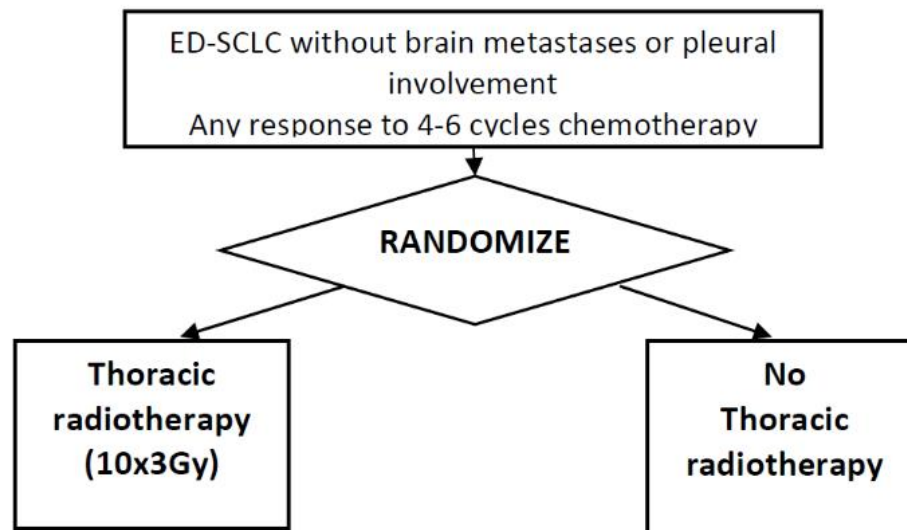 ED-SCLC without brain metastases or pleural
involvement
Any response to 4-6 cycles chemotherapy
RANDOMIZE
Thoracic
radiotherapy
(10x3Gy)
No
Thoracic
radiotherapy